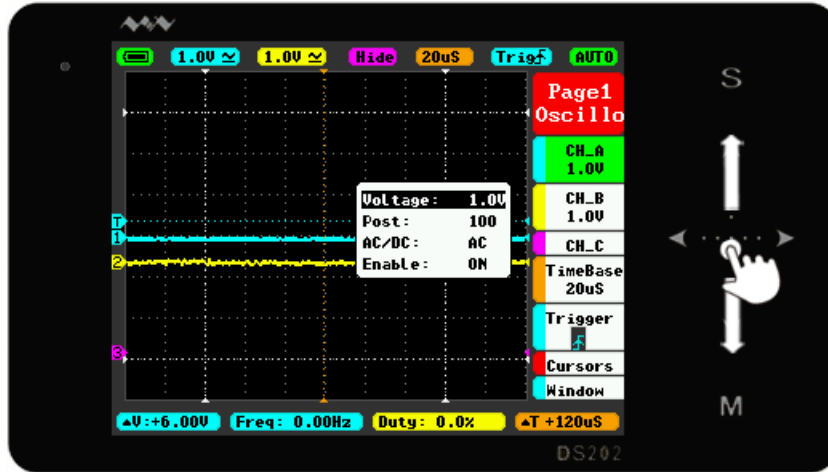 1.0V
1.0V
Hide
20uS
Trig
AUTO
Page1
Oscillo
CH_A
1.0V
CH_B
1.0V
CH_C
TimeBase
20uS
Trigger
Cursors
Window
Voltage: 1.0V
Post: 100
AC/DC: AC
Enable: ON
T
1
2
3
▲V:+6.00V
Freq: 0.00Hz
Duty: 0.0%
▲T +120uS
S
M
DS202